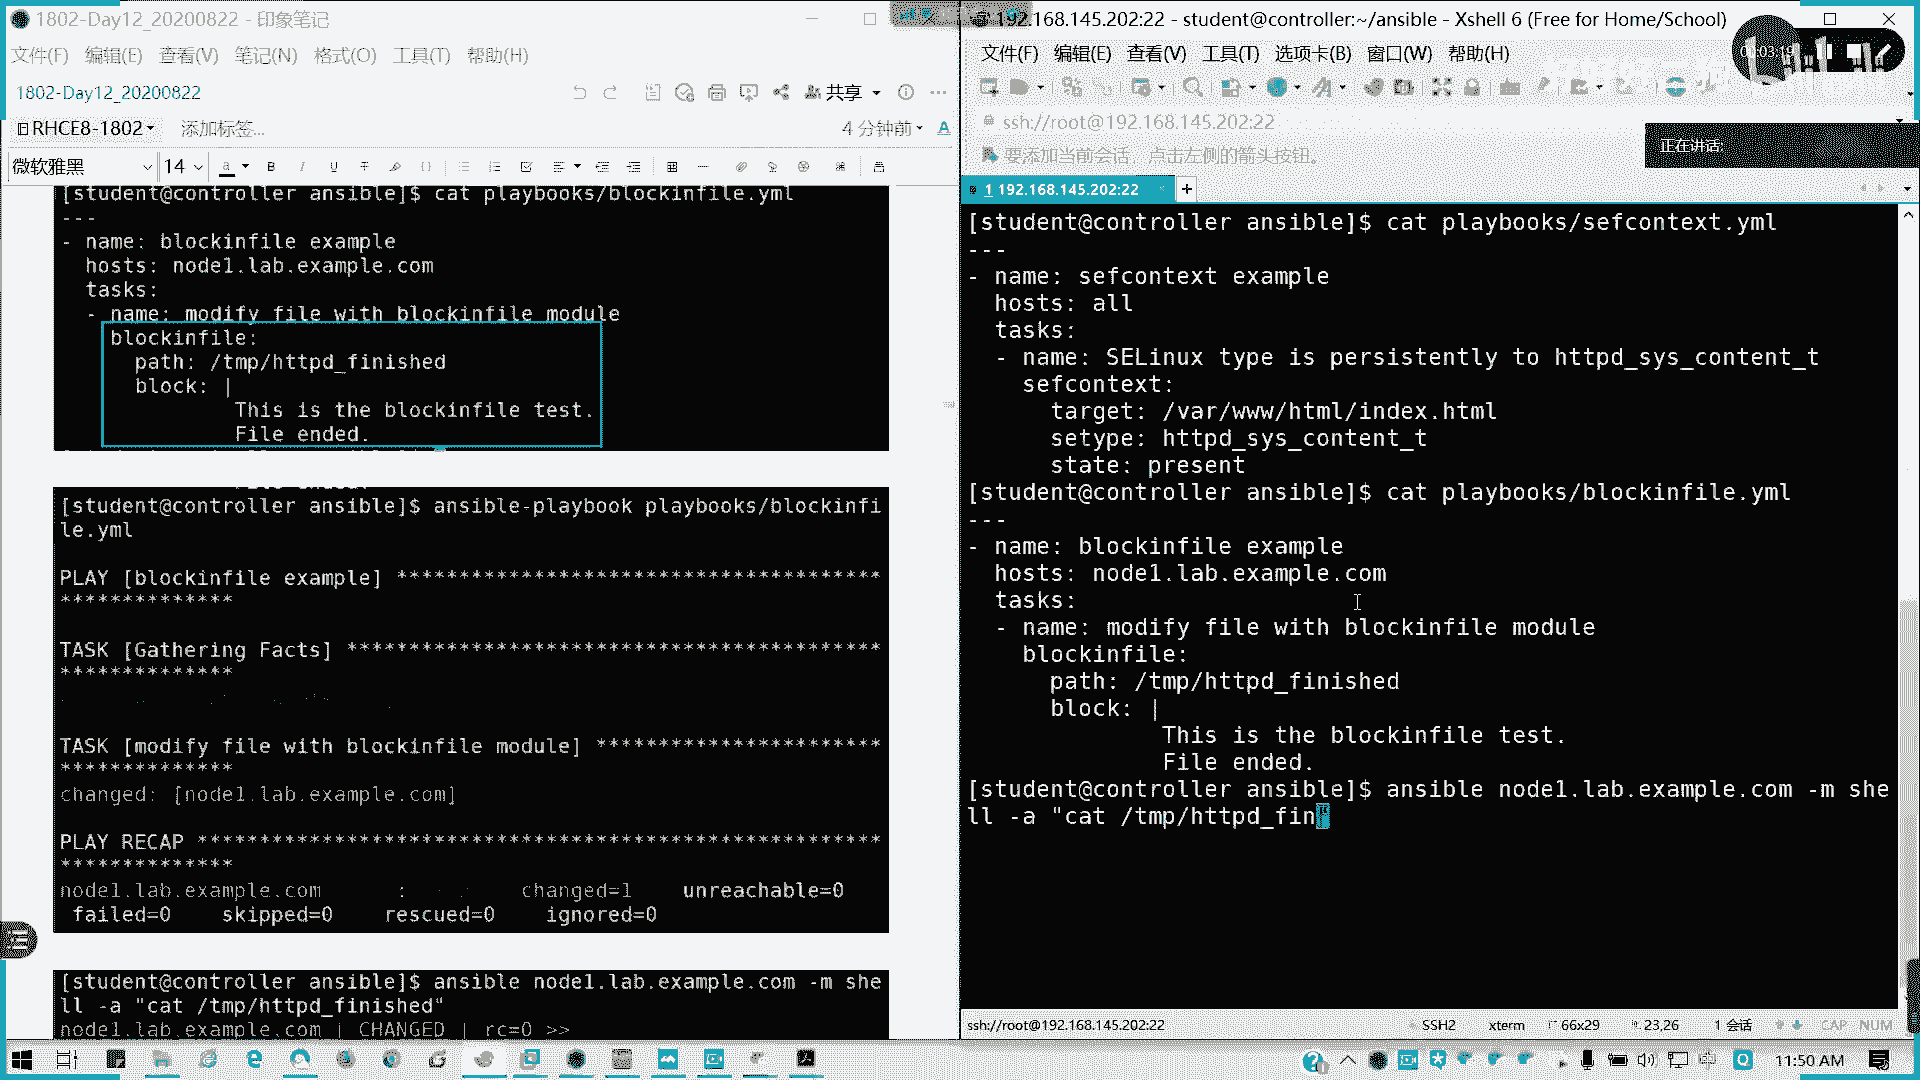 1802-Day12_20200822 - 印象笔记
文件(F) 编辑(E) 查看(V) 笔记(N) 格式(O) 工具(T) 帮助(H)
1802-Day12_20200822
共享
RHCE8-1802
添加标签...
4 分钟前
微软雅黑 14
[student@controller ansible]$ cat playbooks/blockinfile.yml
---
- name: blockinfile example
hosts: node1.lab.example.com
tasks:
- name: modify file with blockinfile module
blockinfile:
path: /tmp/httpd_finished
block: |
This is the blockinfile test.
File ended.
[student@controller ansible]$ ansible-playbook playbooks/blockinfi
le.yml
PLAY [blockinfile example] ***************************************
**************
TASK [Gathering Facts] *******************************************
**************
TASK [modify file with blockinfile module] ***********************
**************
changed: [node1.lab.example.com]
PLAY RECAP *******************************************************
**************
node1.lab.example.com : changed=1 unreachable=0
failed=0 skipped=0 rescued=0 ignored=0
[student@controller ansible]$ ansible node1.lab.example.com -m she
ll -a "cat /tmp/httpd_finished"
node1.lab.example.com | CHANGED | rc=0 >>
192.168.145.202:22 - student@controller:~/ansible - Xshell 6 (Free for Home/School)
文件(F) 编辑(E) 查看(V) 工具(T) 选项卡(B) 窗口(W) 帮助(H)
ssh://root@192.168.145.202:22
要添加当前会话，点击左侧的箭头按钮。
正在讲话:
1 192.168.145.202:22
[student@controller ansible]$ cat playbooks/sefcontext.yml
---
- name: sefcontext example
hosts: all
tasks:
- name: SELinux type is persistently to httpd_sys_content_t
sefcontext:
target: /var/www/html/index.html
setype: httpd_sys_content_t
state: present
[student@controller ansible]$ cat playbooks/blockinfile.yml
---
- name: blockinfile example
hosts: node1.lab.example.com
tasks:
- name: modify file with blockinfile module
blockinfile:
path: /tmp/httpd_finished
block: |
This is the blockinfile test.
File ended.
[student@controller ansible]$ ansible node1.lab.example.com -m she
ll -a "cat /tmp/httpd_fin"
ssh://root@192.168.145.202:22 SSH2 xterm 66x29 23,26 1 会话 CAP NUM
11:50 AM